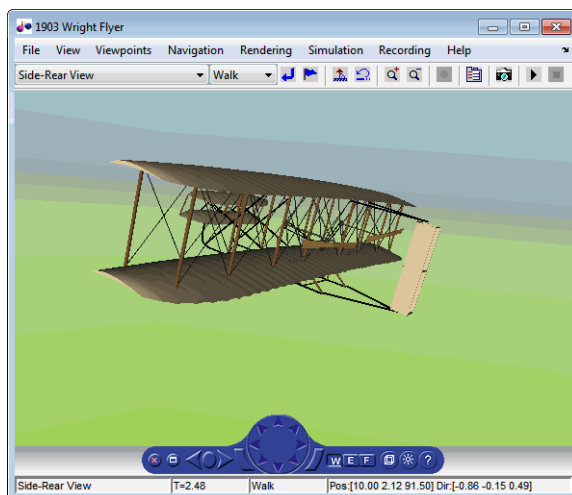 1903 Wright Flyer
File View Viewpoints Navigation Rendering Simulation Recording Help
Side-Rear View Walk
W E F ?
Side-Rear View T=2.48 Walk Pos:[10.00 2.12 91.50] Dir:[-0.86 -0.15 0.49]